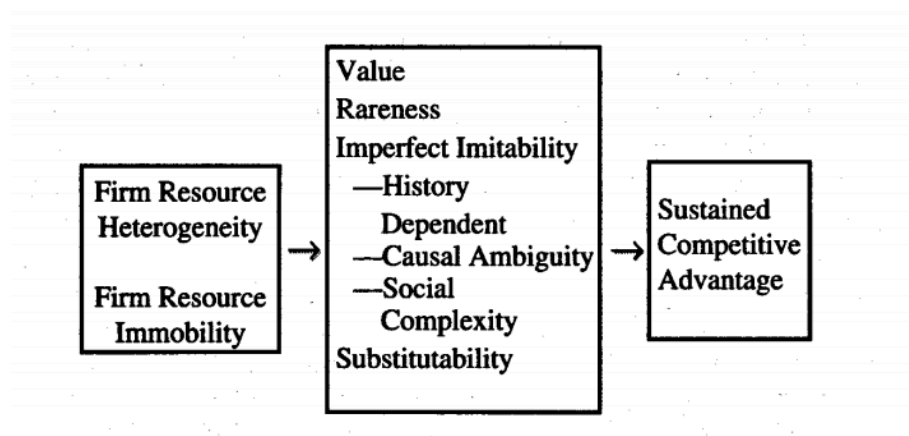 Firm Resource
Heterogeneity
Firm Resource
Immobility
Value
Rareness
Imperfect Imitability
—History
Dependent
—Causal Ambiguity
—Social
Complexity
Substitutability
Sustained
Competitive
Advantage